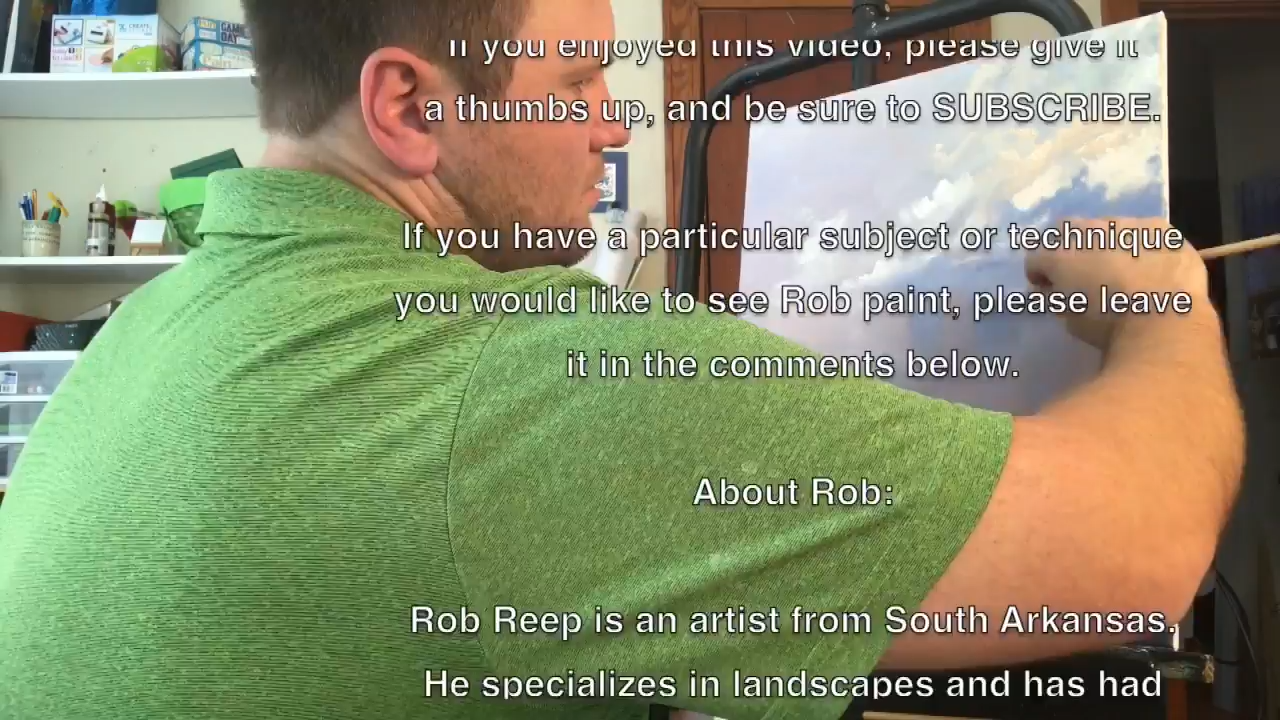 If you enjoyed this video, please give it
a thumbs up, and be sure to SUBSCRIBE.
If you have a particular subject or technique
you would like to see Rob paint, please leave
it in the comments below.
About Rob:
Rob Reep is an artist from South Arkansas.
He specializes in landscapes and has had